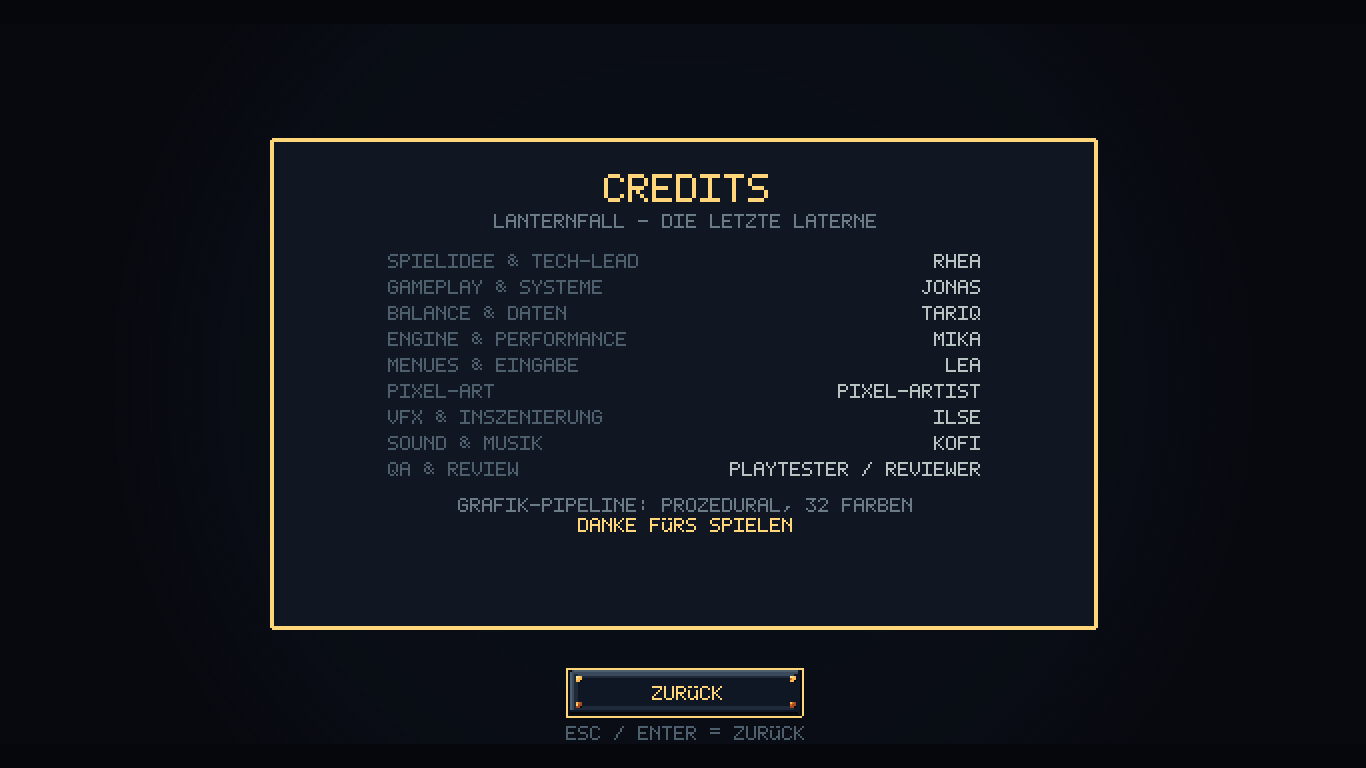 CREDITS
LANTERNFALL - DIE LETZTE LATERNE
SPIELIDEE & TECH-LEAD RHEA
GAMEPLAY & SYSTEME JONAS
BALANCE & DATEN TARIQ
ENGINE & PERFORMANCE MIKA
MENUES & EINGABE LEA
PIXEL-ART PIXEL-ARTIST
VFX & INSZENIERUNG ILSE
SOUND & MUSIK KOFI
QA & REVIEW PLAYTESTER / REVIEWER
GRAFIK-PIPELINE: PROZEDURAL, 32 FARBEN
DANKE FüRS SPIELEN
ZURüCK
ESC / ENTER = ZURüCK